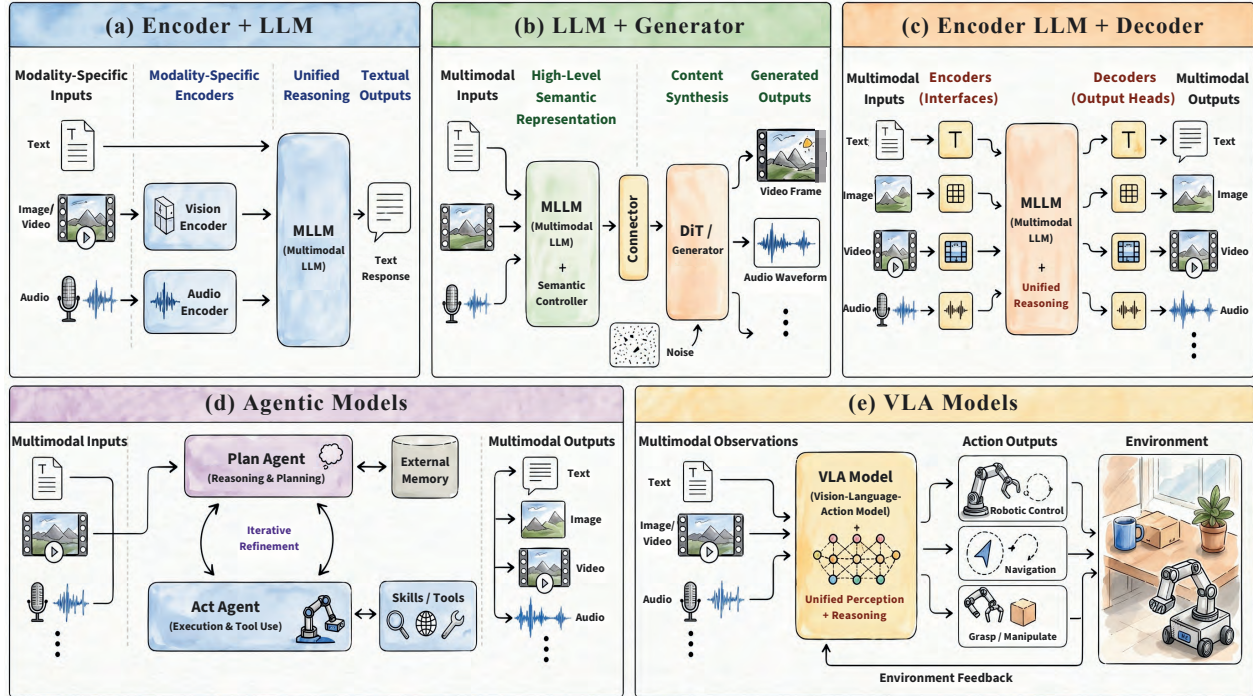 (a) Encoder + LLM
Modality-Specific
Inputs
Modality-Specific
Encoders
Unified
Reasoning
Textual
Outputs
T
Text
Image/
Video
Vision
Encoder
Audio
Audio
Encoder
MLLM
(Multimodal
LLM)
Text
Response
(b) LLM + Generator
Multimodal
Inputs
High-Level
Semantic
Representation
Content
Synthesis
Generated
Outputs
T
MLLM
(Multimodal
LLM)
+
Semantic
Controller
Connector
DiT /
Generator
Noise
Video Frame
Audio Waveform
(c) Encoder LLM + Decoder
Multimodal
Inputs
Encoders
(Interfaces)
Decoders
(Output Heads)
Multimodal
Outputs
Text
T
T
Image
Video
Audio
MLLM
(Multimodal
LLM)
+
Unified
Reasoning
T
Text
Image
Video
Audio
(d) Agentic Models
Multimodal Inputs
T
Plan Agent
(Reasoning & Planning)
External
Memory
Iterative
Refinement
Act Agent
(Execution & Tool Use)
Skills / Tools
Multimodal Outputs
Text
Image
Video
Audio
(e) VLA Models
Multimodal Observations
Text
T
Image/
Video
Audio
VLA Model
(Vision-Language-
Action Model)
+
Unified Perception
+ Reasoning
Action Outputs
Robotic Control
Navigation
Grasp / Manipulate
Environment
Environment Feedback